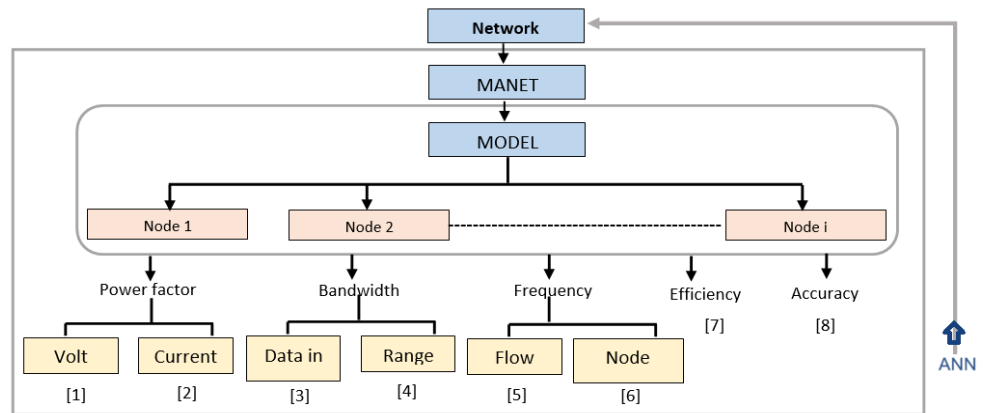 Network
MANET
MODEL
Node 1
Node 2
Node i
Power factor
Bandwidth
Frequency
Efficiency
Accuracy
[7]
[8]
Volt
Current
Data in
Range
Flow
Node
[1]
[2]
[3]
[4]
[5]
[6]
ANN